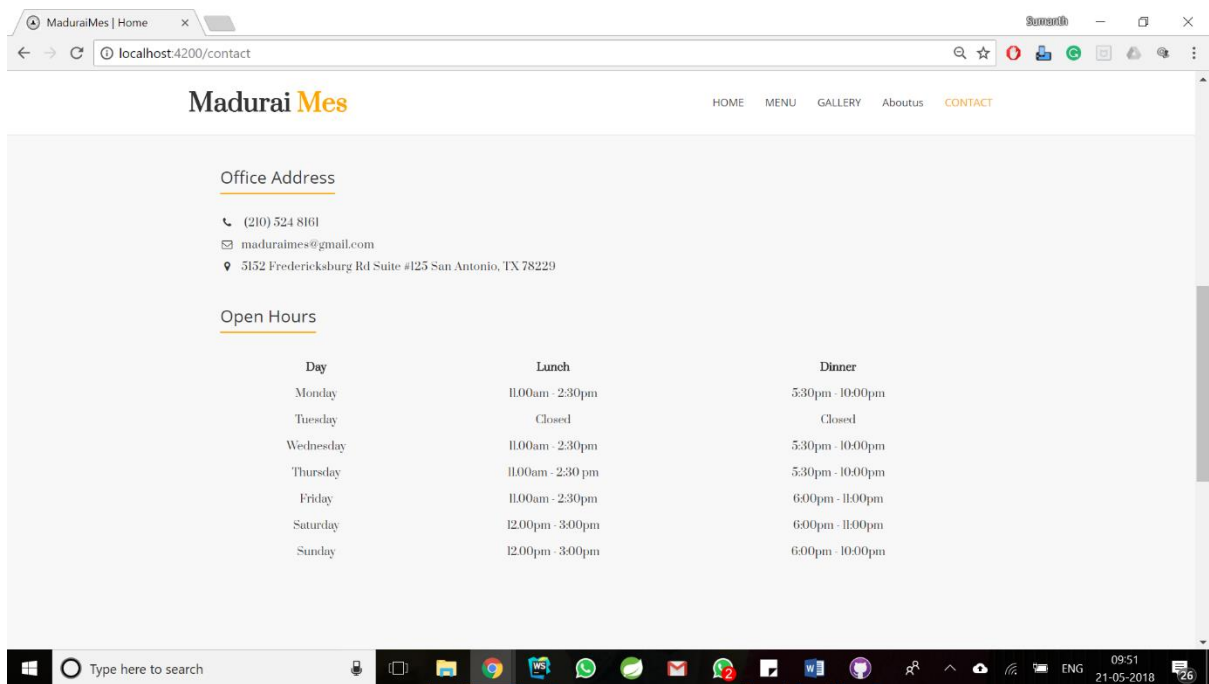 MaduraiMes | Home
Sumanth
localhost:4200/contact
Madurai Mes
HOME MENU GALLERY Aboutus CONTACT
Office Address
(210) 524 8161
maduraimes@gmail.com
5152 Fredericksburg Rd Suite #125 San Antonio, TX 78229
Open Hours
Day Lunch Dinner
Monday 11.00am - 2:30pm 5:30pm - 10:00pm
Tuesday Closed Closed
Wednesday 11.00am - 2:30pm 5:30pm - 10:00pm
Thursday 11.00am - 2:30 pm 5:30pm - 10:00pm
Friday 11.00am - 2:30pm 6:00pm - 11:00pm
Saturday 12.00pm - 3:00pm 6:00pm - 11:00pm
Sunday 12.00pm - 3:00pm 6:00pm - 10:00pm
Type here to search
WS
2
ENG
09:51
21-05-2018
26